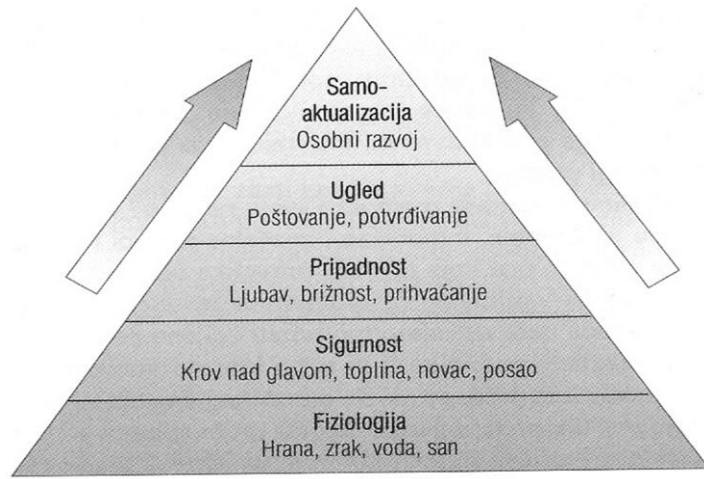 Samo-
aktualizacija
Osobni razvoj
Ugled
Poštovanje, potvrđivanje
Pripadnost
Ljubav, brižnost, prihvaćanje
Sigurnost
Krov nad glavom, toplina, novac, posao
Fiziologija
Hrana, zrak, voda, san